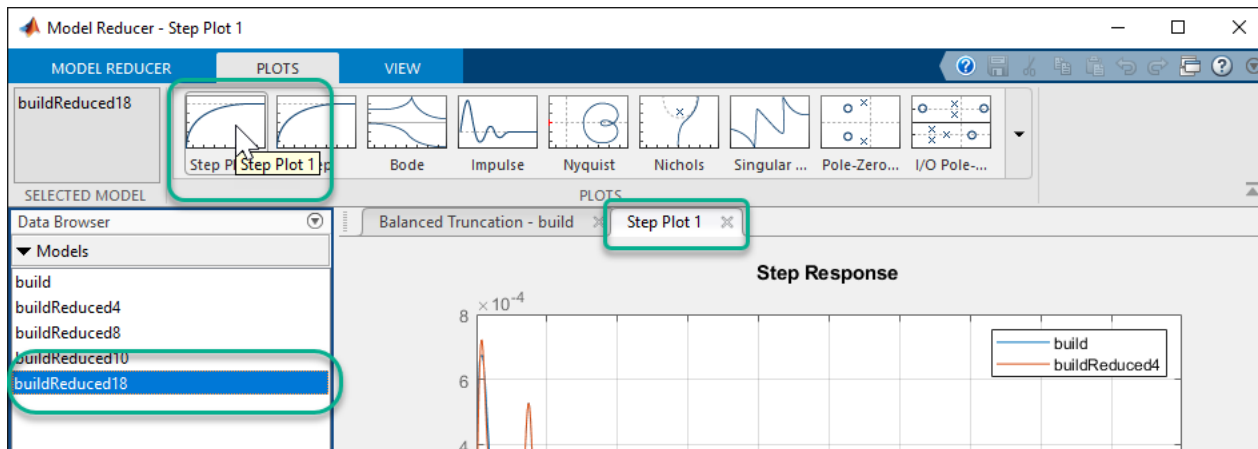 Model Reducer - Step Plot 1
MODEL REDUCER PLOTS VIEW
buildReduced18
Step Plot 1
Bode Impulse Nyquist Nichols Singular ... Pole-Zero... I/O Pole-...
SELECTED MODEL PLOTS
Data Browser
Balanced Truncation - build Step Plot 1
Models
build
buildReduced4
buildReduced8
buildReduced10
buildReduced18
Step Response
×10⁻⁴
8
6
4
build
buildReduced4